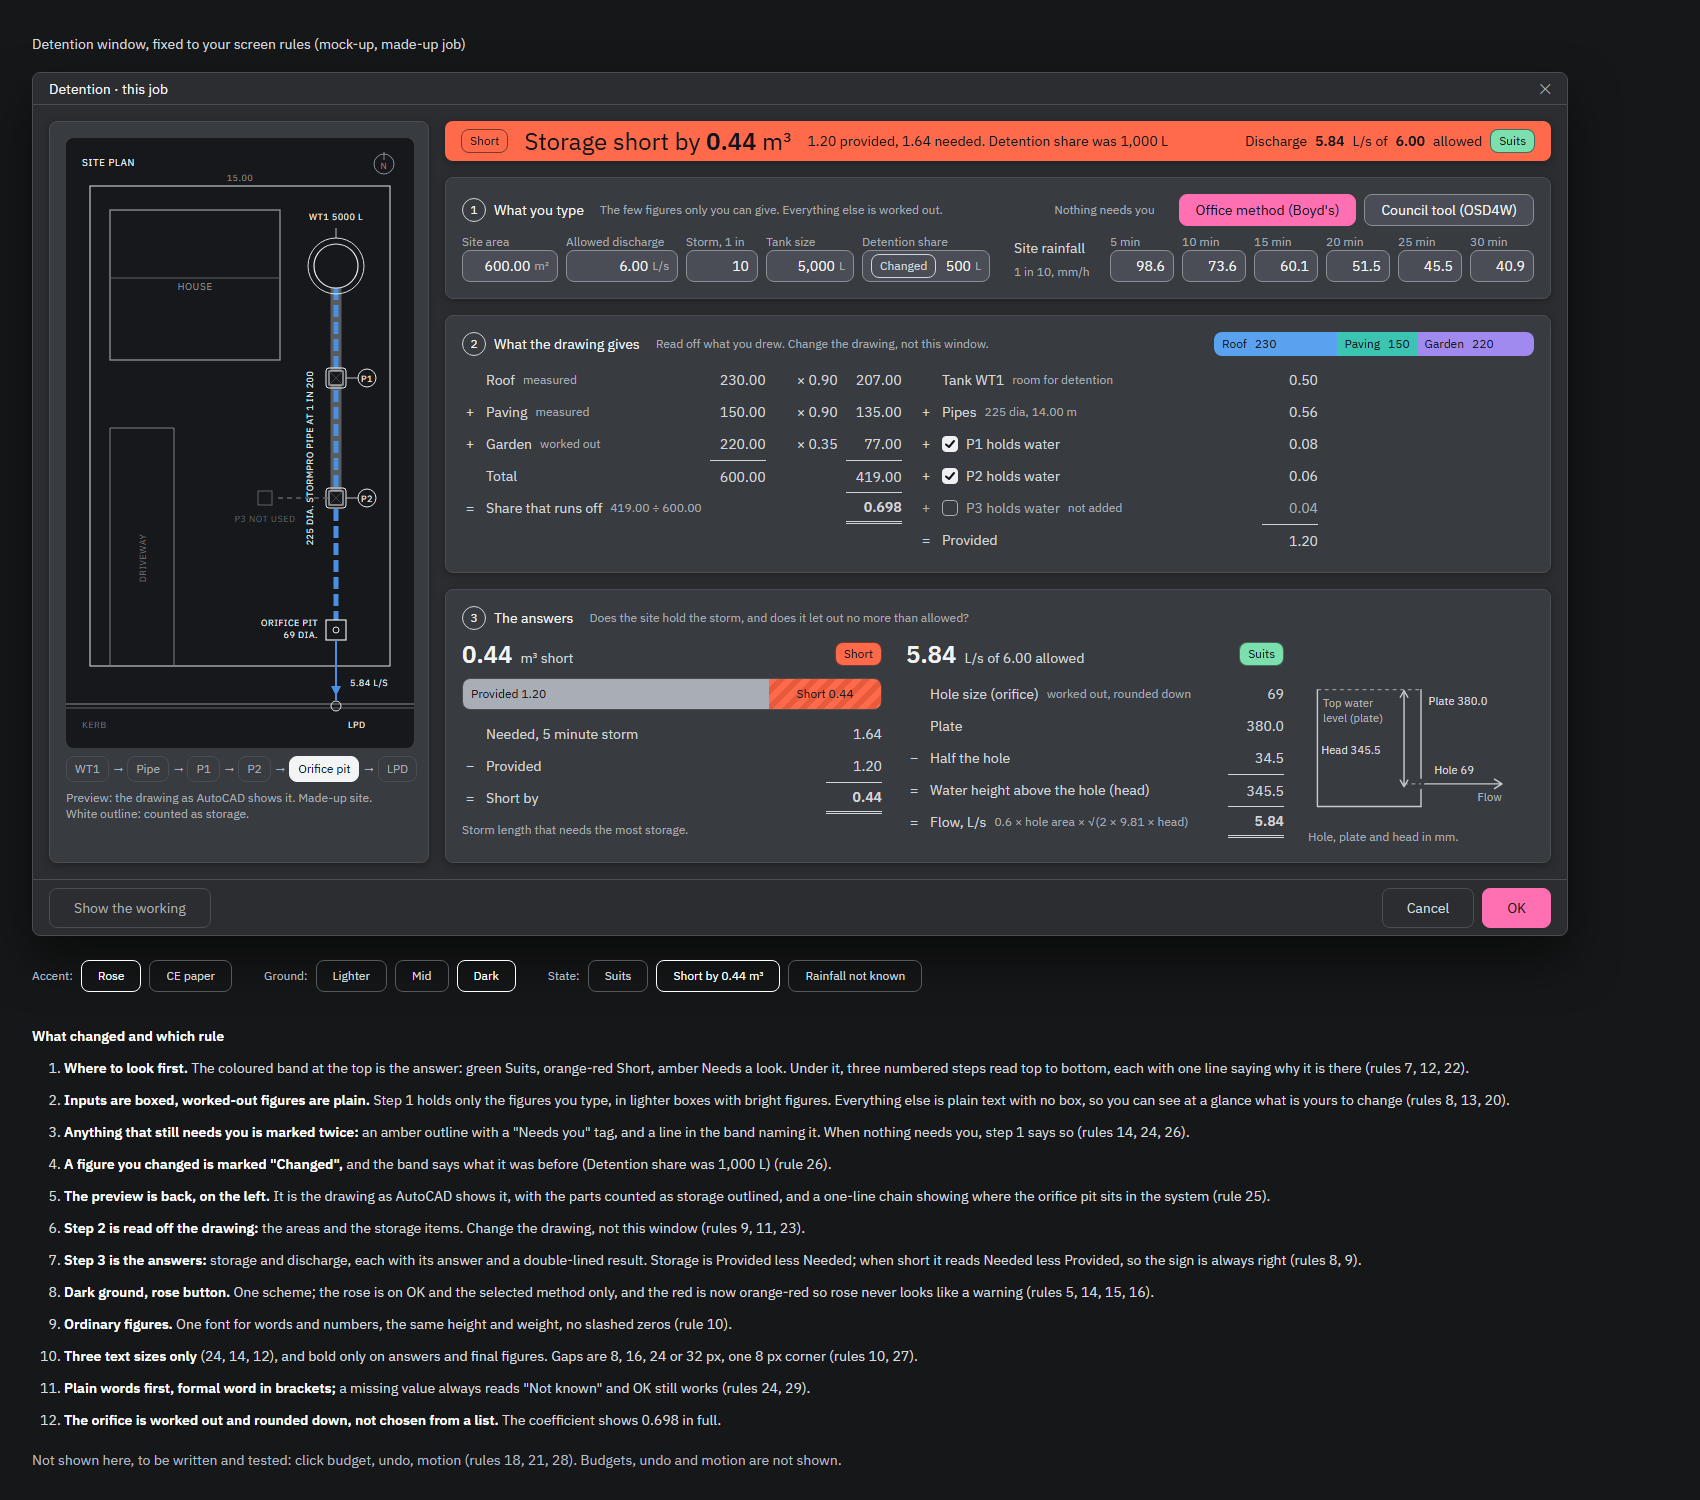 Detention window, fixed to your screen rules (mock-up, made-up job)
Detention · this job
SITE PLAN
N
15.00
WT1 5000 L
HOUSE
P1
225 DIA. STORMPRO PIPE AT 1 IN 200
P2
P3 NOT USED
DRIVEWAY
ORIFICE PIT
69 DIA.
5.84 L/S
KERB
LPD
WT1 → Pipe → P1 → P2 → Orifice pit → LPD
Preview: the drawing as AutoCAD shows it. Made-up site.
White outline: counted as storage.
Short Storage short by 0.44 m³ 1.20 provided, 1.64 needed. Detention share was 1,000 L Discharge 5.84 L/s of 6.00 allowed Suits
1 What you type The few figures only you can give. Everything else is worked out. Nothing needs you Office method (Boyd's) Council tool (OSD4W)
Site area Allowed discharge Storm, 1 in Tank size Detention share Site rainfall 5 min 10 min 15 min 20 min 25 min 30 min
600.00 m² 6.00 L/s 10 5,000 L Changed 500 L 1 in 10, mm/h 98.6 73.6 60.1 51.5 45.5 40.9
2 What the drawing gives Read off what you drew. Change the drawing, not this window. Roof 230 Paving 150 Garden 220
Roof measured 230.00 × 0.90 207.00
+ Paving measured 150.00 × 0.90 135.00
+ Garden worked out 220.00 × 0.35 77.00
Total 600.00 419.00
= Share that runs off 419.00 ÷ 600.00 0.698
Tank WT1 room for detention 0.50
+ Pipes 225 dia, 14.00 m 0.56
+ P1 holds water 0.08
+ P2 holds water 0.06
+ P3 holds water not added 0.04
= Provided 1.20
3 The answers Does the site hold the storm, and does it let out no more than allowed?
0.44 m³ short Short
Provided 1.20 Short 0.44
Needed, 5 minute storm 1.64
− Provided 1.20
= Short by 0.44
Storm length that needs the most storage.
5.84 L/s of 6.00 allowed Suits
Hole size (orifice) worked out, rounded down 69
Plate 380.0
− Half the hole 34.5
= Water height above the hole (head) 345.5
= Flow, L/s 0.6 × hole area × √(2 × 9.81 × head) 5.84
Top water
level (plate)
Plate 380.0
Head 345.5
Hole 69
Flow
Hole, plate and head in mm.
Show the working Cancel OK
Accent: Rose CE paper Ground: Lighter Mid Dark State: Suits Short by 0.44 m³ Rainfall not known
What changed and which rule
1. Where to look first. The coloured band at the top is the answer: green Suits, orange-red Short, amber Needs a look. Under it, three numbered steps read top to bottom, each with one line saying why it is there (rules 7, 12, 22).
2. Inputs are boxed, worked-out figures are plain. Step 1 holds only the figures you type, in lighter boxes with bright figures. Everything else is plain text with no box, so you can see at a glance what is yours to change (rules 8, 13, 20).
3. Anything that still needs you is marked twice: an amber outline with a "Needs you" tag, and a line in the band naming it. When nothing needs you, step 1 says so (rules 14, 24, 26).
4. A figure you changed is marked "Changed", and the band says what it was before (Detention share was 1,000 L) (rule 26).
5. The preview is back, on the left. It is the drawing as AutoCAD shows it, with the parts counted as storage outlined, and a one-line chain showing where the orifice pit sits in the system (rule 25).
6. Step 2 is read off the drawing: the areas and the storage items. Change the drawing, not this window (rules 9, 11, 23).
7. Step 3 is the answers: storage and discharge, each with its answer and a double-lined result. Storage is Provided less Needed; when short it reads Needed less Provided, so the sign is always right (rules 8, 9).
8. Dark ground, rose button. One scheme; the rose is on OK and the selected method only, and the red is now orange-red so rose never looks like a warning (rules 5, 14, 15, 16).
9. Ordinary figures. One font for words and numbers, the same height and weight, no slashed zeros (rule 10).
10. Three text sizes only (24, 14, 12), and bold only on answers and final figures. Gaps are 8, 16, 24 or 32 px, one 8 px corner (rules 10, 27).
11. Plain words first, formal word in brackets; a missing value always reads "Not known" and OK still works (rules 24, 29).
12. The orifice is worked out and rounded down, not chosen from a list. The coefficient shows 0.698 in full.
Not shown here, to be written and tested: click budget, undo, motion (rules 18, 21, 28). Budgets, undo and motion are not shown.